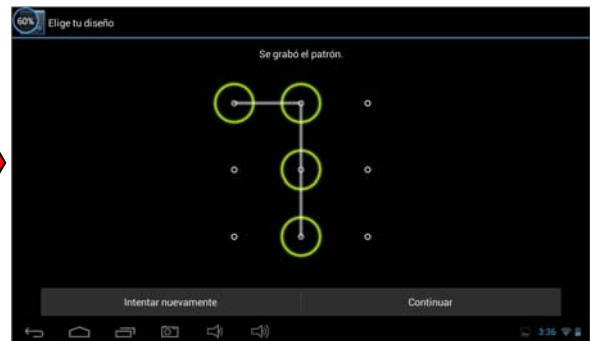 60% Elige tu diseño
Se grabó el patrón.
Intentar nuevamente Continuar
3:36